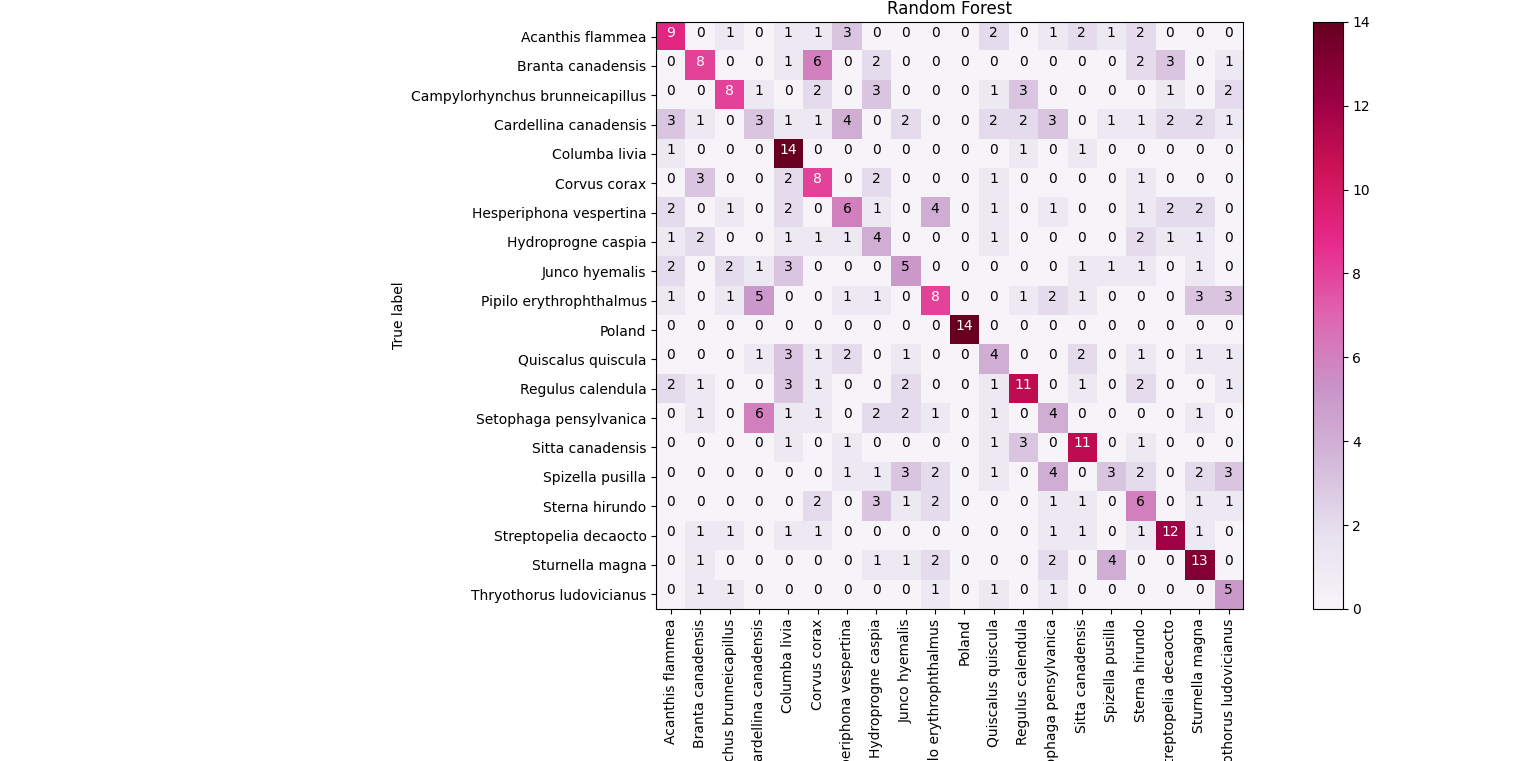 Random Forest
Acanthis flammea 9 0 1 0 1 1 3 0 0 0 0 2 0 1 2 1 2 0 0 0
Branta canadensis 0 8 0 0 1 6 0 2 0 0 0 0 0 0 0 0 2 3 0 1
Campylorhynchus brunneicapillus 0 0 8 1 0 2 0 3 0 0 0 1 3 0 0 0 0 1 0 2
Cardellina canadensis 3 1 0 3 1 1 4 0 2 0 0 2 2 3 0 1 1 2 2 1
Columba livia 1 0 0 0 14 0 0 0 0 0 0 0 1 0 1 0 0 0 0 0
Corvus corax 0 3 0 0 2 8 0 2 0 0 0 1 0 0 0 0 1 0 0 0
Hesperiphona vespertina 2 0 1 0 2 0 6 1 0 4 0 1 0 1 0 0 1 2 2 0
Hydroprogne caspia 1 2 0 0 1 1 1 4 0 0 0 1 0 0 0 0 2 1 1 0
Junco hyemalis 2 0 2 1 3 0 0 0 5 0 0 0 0 0 1 1 1 0 1 0
Pipilo erythrophthalmus 1 0 1 5 0 0 1 1 0 8 0 0 1 2 1 0 0 0 3 3
Poland 0 0 0 0 0 0 0 0 0 0 14 0 0 0 0 0 0 0 0 0
Quiscalus quiscula 0 0 0 1 3 1 2 0 1 0 0 4 0 0 2 0 1 0 1 1
Regulus calendula 2 1 0 0 3 1 0 0 2 0 0 1 11 0 1 0 2 0 0 1
Setophaga pensylvanica 0 1 0 6 1 1 0 2 2 1 0 1 0 4 0 0 0 0 1 0
Sitta canadensis 0 0 0 0 1 0 1 0 0 0 0 1 3 0 11 0 1 0 0 0
Spizella pusilla 0 0 0 0 0 0 1 1 3 2 0 1 0 4 0 3 2 0 2 3
Sterna hirundo 0 0 0 0 0 2 0 3 1 2 0 0 0 1 1 0 6 0 1 1
Streptopelia decaocto 0 1 1 0 1 1 0 0 0 0 0 0 0 1 1 0 1 12 1 0
Sturnella magna 0 1 0 0 0 0 0 1 1 2 0 0 0 2 0 4 0 0 13 0
Thryothorus ludovicianus 0 1 1 0 0 0 0 0 0 1 0 1 0 1 0 0 0 0 0 5
True label
Acanthis flammea
Branta canadensis
chus brunneicapillus
ardellina canadensis
Columba livia
Corvus corax
periphona vespertina
Hydroprogne caspia
Junco hyemalis
lo erythrophthalmus
Poland
Quiscalus quiscula
Regulus calendula
ophaga pensylvanica
Sitta canadensis
Spizella pusilla
Sterna hirundo
treptopelia decaocto
Sturnella magna
othorus ludovicianus
14
12
10
8
6
4
2
0